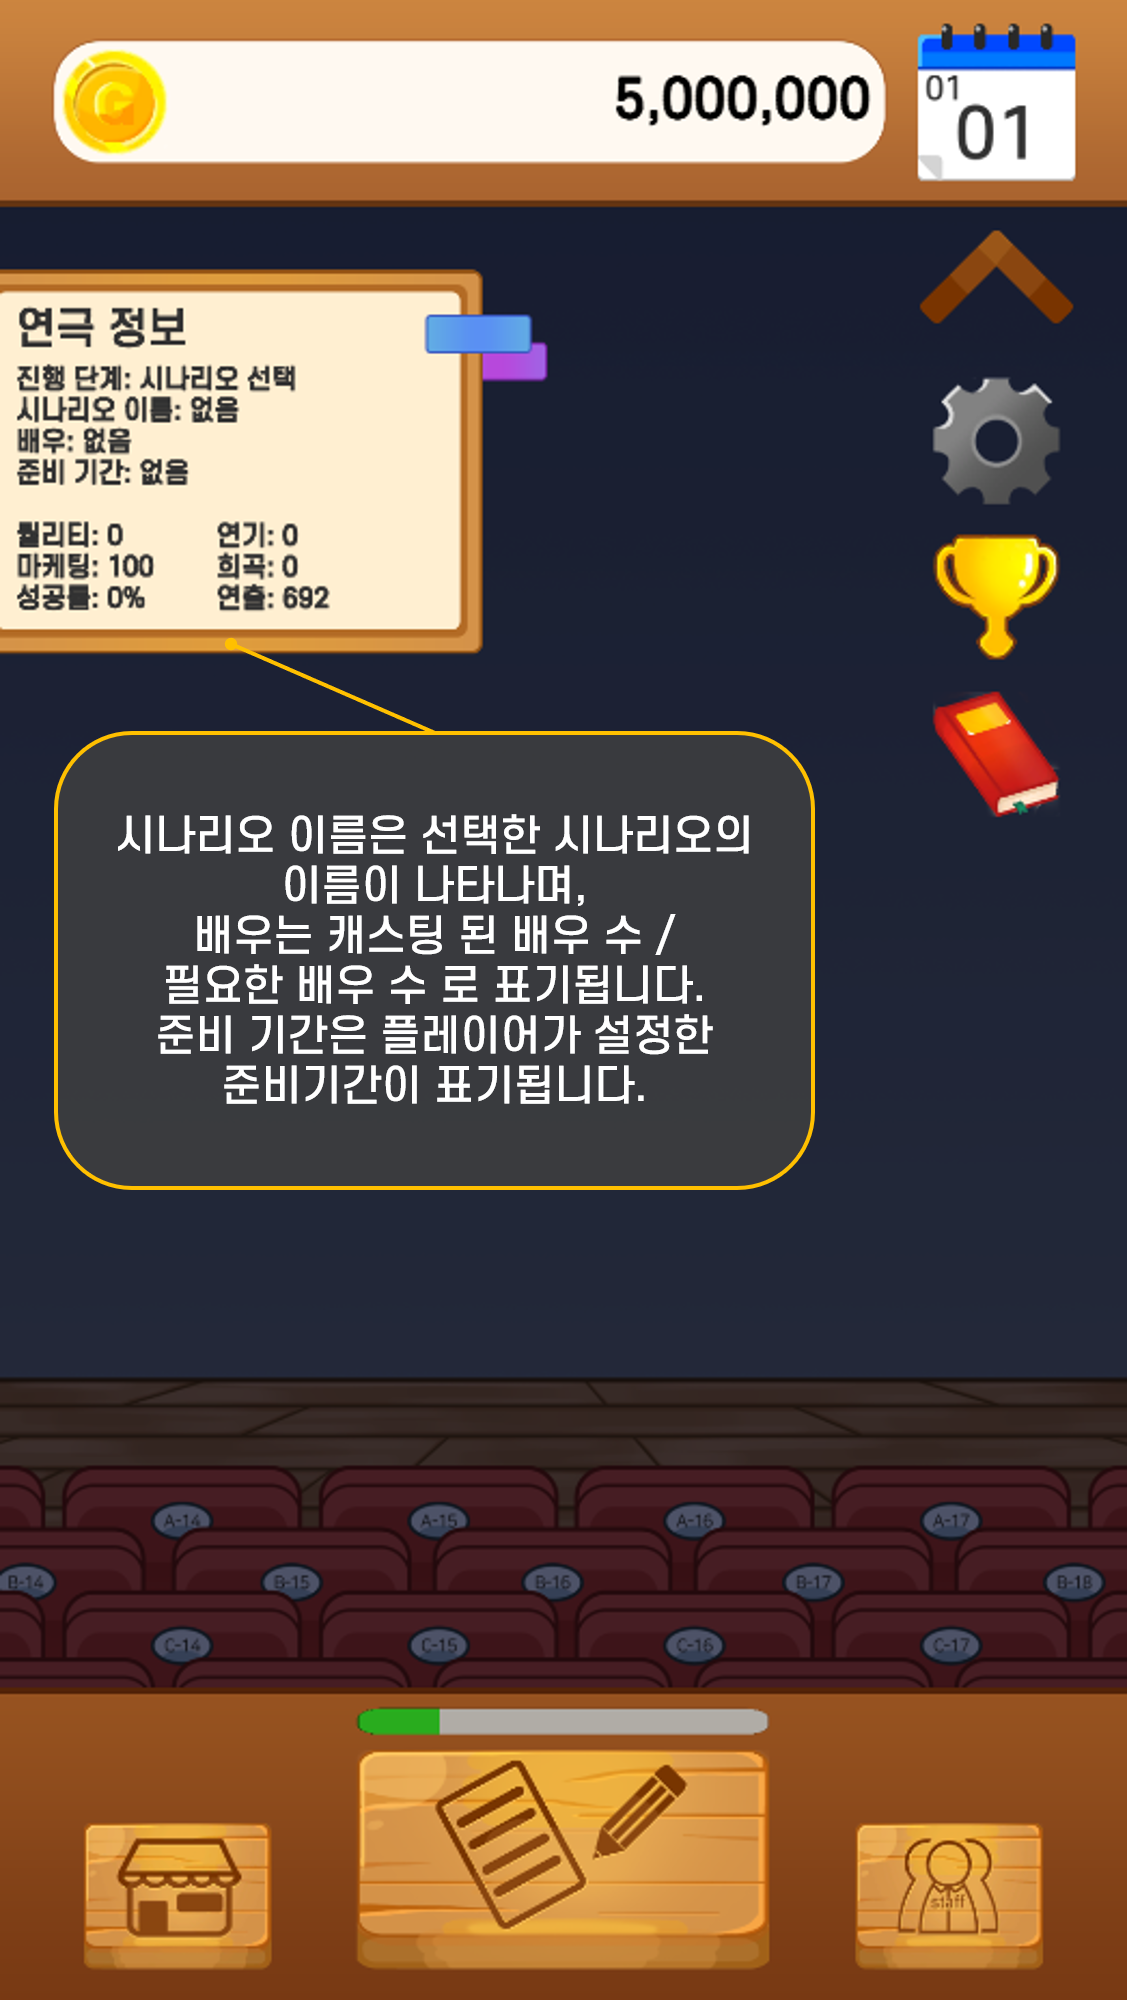 5,000,000
01
01
연극 정보
진행 단계: 시나리오 선택
시나리오 이름: 없음
배우: 없음
준비 기간: 없음
퀄리티: 0 연기: 0
마케팅: 100 희곡: 0
성공률: 0% 연출: 692
시나리오 이름은 선택한 시나리오의
이름이 나타나며,
배우는 캐스팅 된 배우 수 /
필요한 배우 수 로 표기됩니다.
준비 기간은 플레이어가 설정한
준비기간이 표기됩니다.
A-14 A-15 A-16 A-17
B-14 B-15 B-16 B-17 B-18
C-14 C-15 C-16 C-17
staff